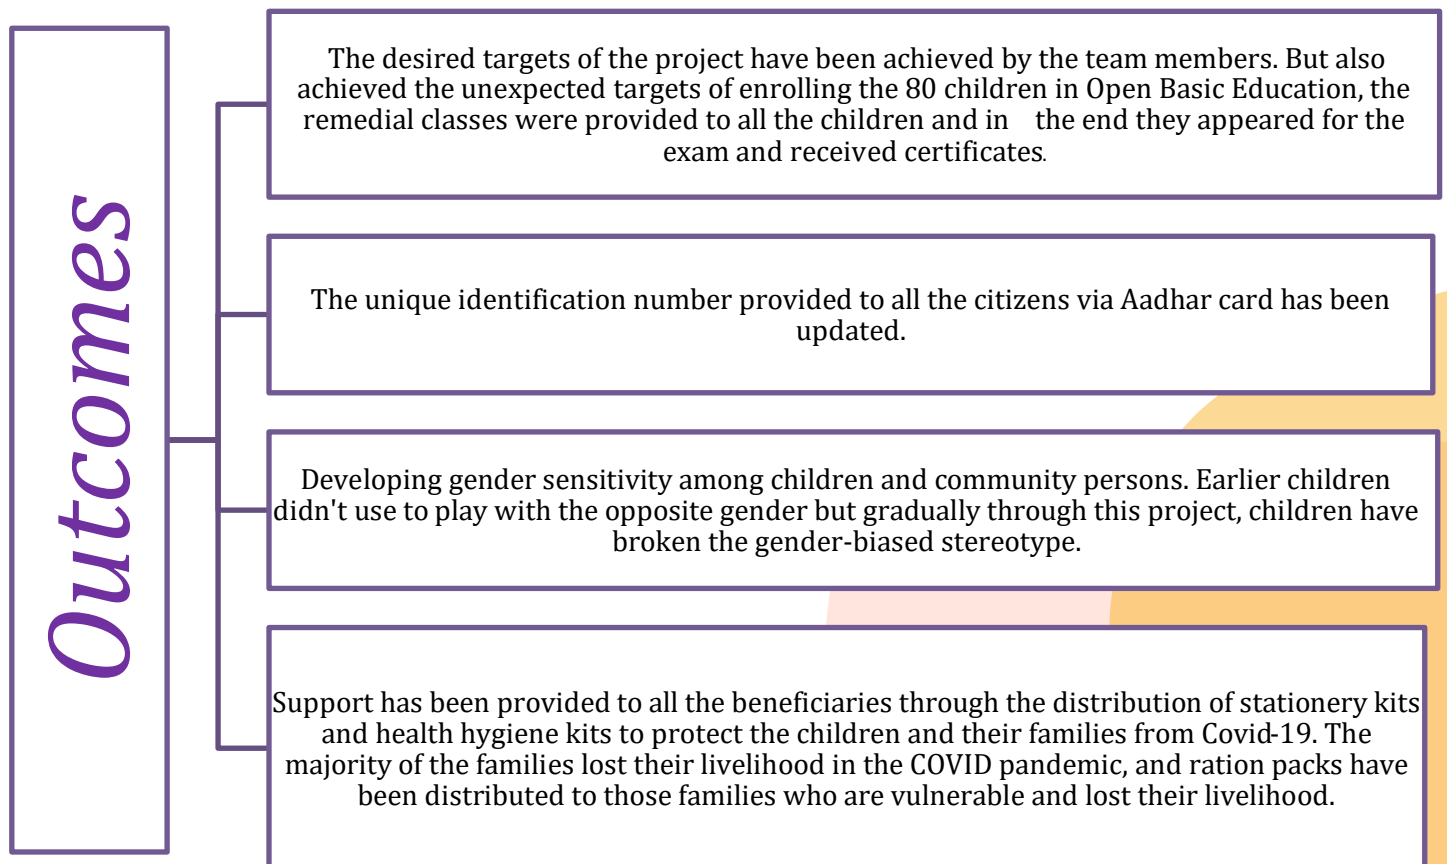 Outcomes
The desired targets of the project have been achieved by the team members. But also
achieved the unexpected targets of enrolling the 80 children in Open Basic Education, the
remedial classes were provided to all the children and in the end they appeared for the
exam and received certificates.
The unique identification number provided to all the citizens via Aadhar card has been
updated.
Developing gender sensitivity among children and community persons. Earlier children
didn't use to play with the opposite gender but gradually through this project, children have
broken the gender-biased stereotype.
Support has been provided to all the beneficiaries through the distribution of stationery kits
and health hygiene kits to protect the children and their families from Covid-19. The
majority of the families lost their livelihood in the COVID pandemic, and ration packs have
been distributed to those families who are vulnerable and lost their livelihood.